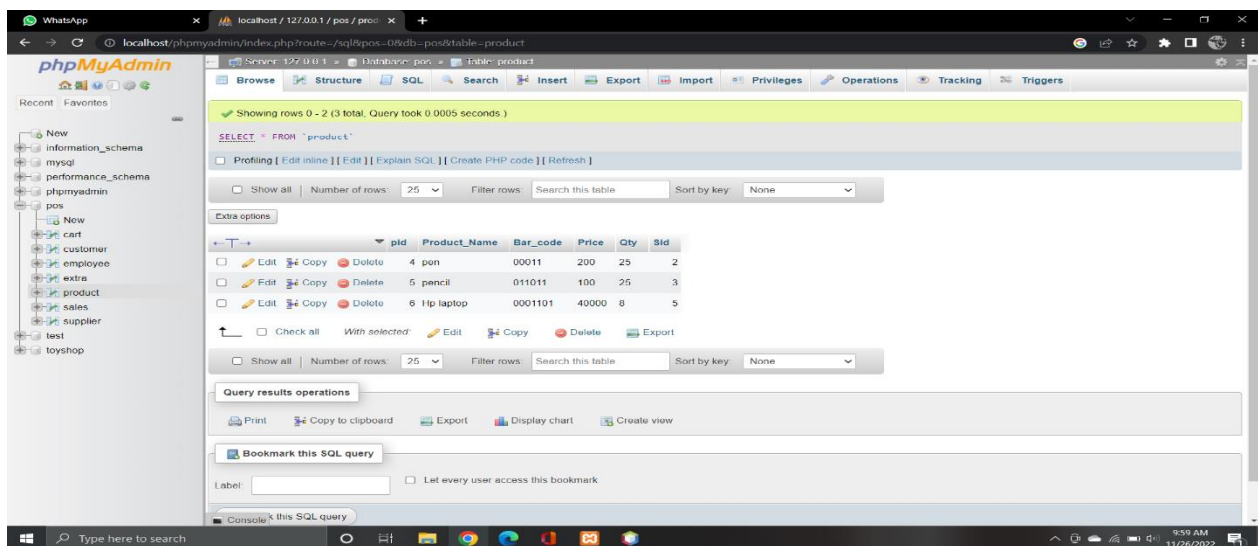 WhatsApp
localhost / 127.0.0.1 / pos / prod
localhost/phpmyadmin/index.php?route=/sql&pos=0&db=pos&table=product
phpMyAdmin
Recent Favorites
New
information_schema
mysql
performance_schema
phpmyadmin
pos
New
cart
customer
employee
extra
product
sales
supplier
test
toyshop
Server: 127.0.0.1 » Database: pos » Table: product
Browse Structure SQL Search Insert Export Import Privileges Operations Tracking Triggers
Showing rows 0 - 2 (3 total, Query took 0.0005 seconds.)
SELECT * FROM `product`
Profiling [ Edit inline ] [ Edit ] [ Explain SQL ] [ Create PHP code ] [ Refresh ]
Show all | Number of rows: 25 Filter rows: Search this table Sort by key: None
Extra options
←T→ pid Product_Name Bar_code Price Qty Sid
Edit Copy Delete 4 pen 00011 200 25 2
Edit Copy Delete 5 pencil 011011 100 25 3
Edit Copy Delete 6 Hp laptop 0001101 40000 8 5
Check all With selected: Edit Copy Delete Export
Show all | Number of rows: 25 Filter rows: Search this table Sort by key: None
Query results operations
Print Copy to clipboard Export Display chart Create view
Bookmark this SQL query
Label: Let every user access this bookmark
Console k this SQL query
Type here to search
9:59 AM
11/26/2022